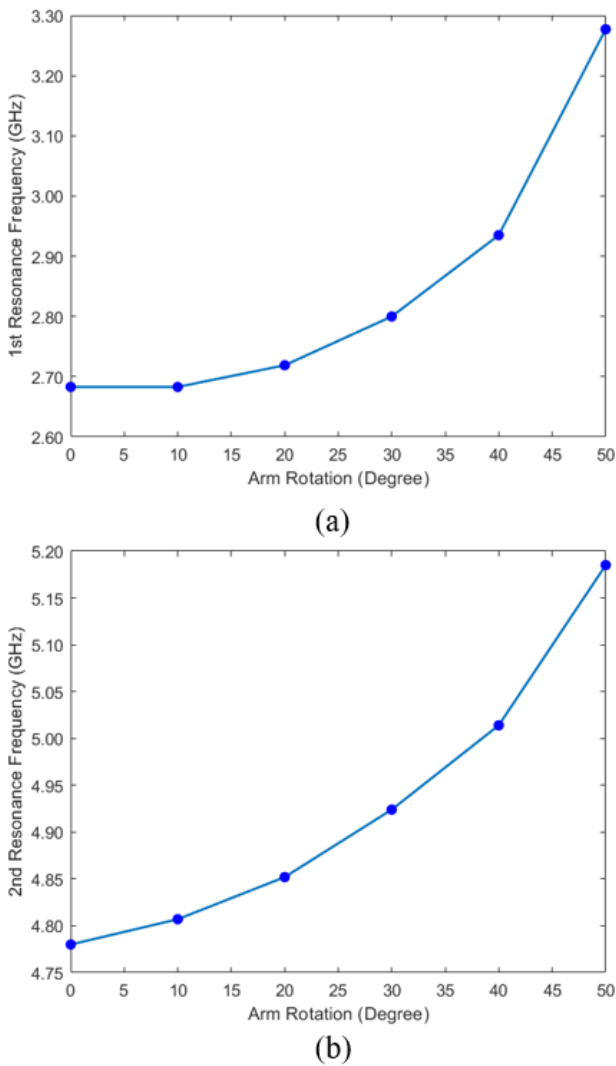 3.30
3.20
3.10
3.00
2.90
2.80
2.70
2.60
1st Resonance Frequency (GHz)
0 5 10 15 20 25 30 35 40 45 50
Arm Rotation (Degree)
(a)
5.20
5.15
5.10
5.05
5.00
4.95
4.90
4.85
4.80
4.75
2nd Resonance Frequency (GHz)
0 5 10 15 20 25 30 35 40 45 50
Arm Rotation (Degree)
(b)